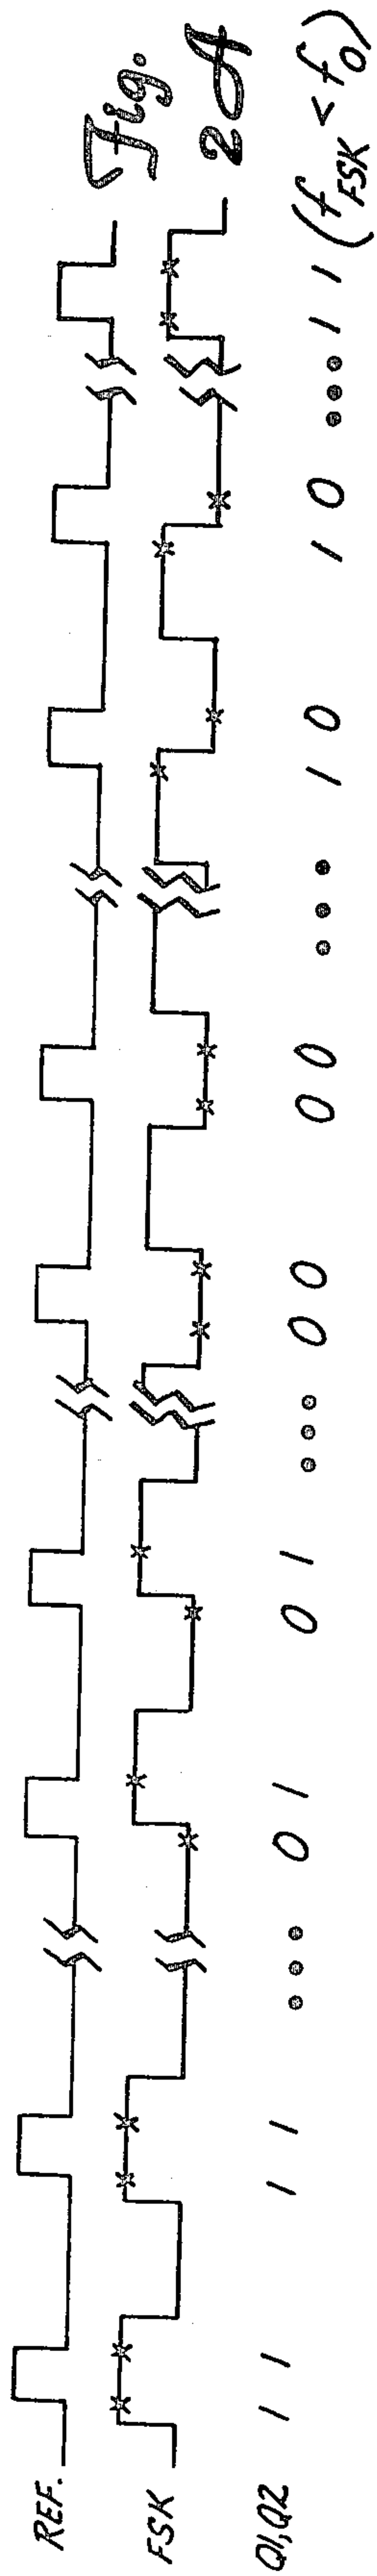 REF.
Fig.
FSK
2A
Q1,Q2 1 1 1 1 ••• 0 1 0 1 ••• 0 0 0 0 ••• 1 0 1 0 ••• 1 1 (fFSK < f0)